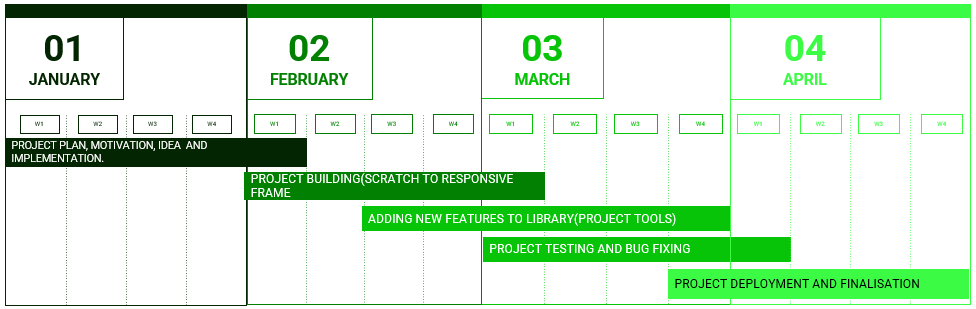 01
JANUARY
02
FEBRUARY
03
MARCH
04
APRIL
W1 W2 W3 W4 W1 W2 W3 W4 W1 W2 W3 W4 W1 W2 W3 W4
PROJECT PLAN, MOTIVATION, IDEA AND
IMPLEMENTATION.
PROJECT BUILDING(SCRATCH TO RESPONSIVE
FRAME
ADDING NEW FEATURES TO LIBRARY(PROJECT TOOLS)
PROJECT TESTING AND BUG FIXING
PROJECT DEPLOYMENT AND FINALISATION